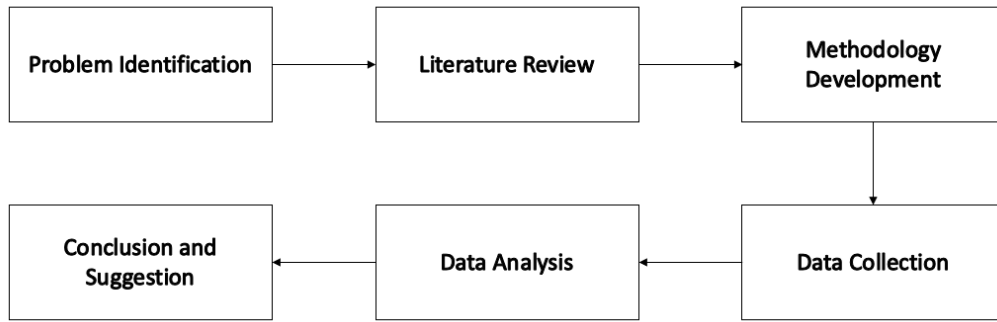 Problem Identification
Literature Review
Methodology
Development
Data Collection
Data Analysis
Conclusion and
Suggestion